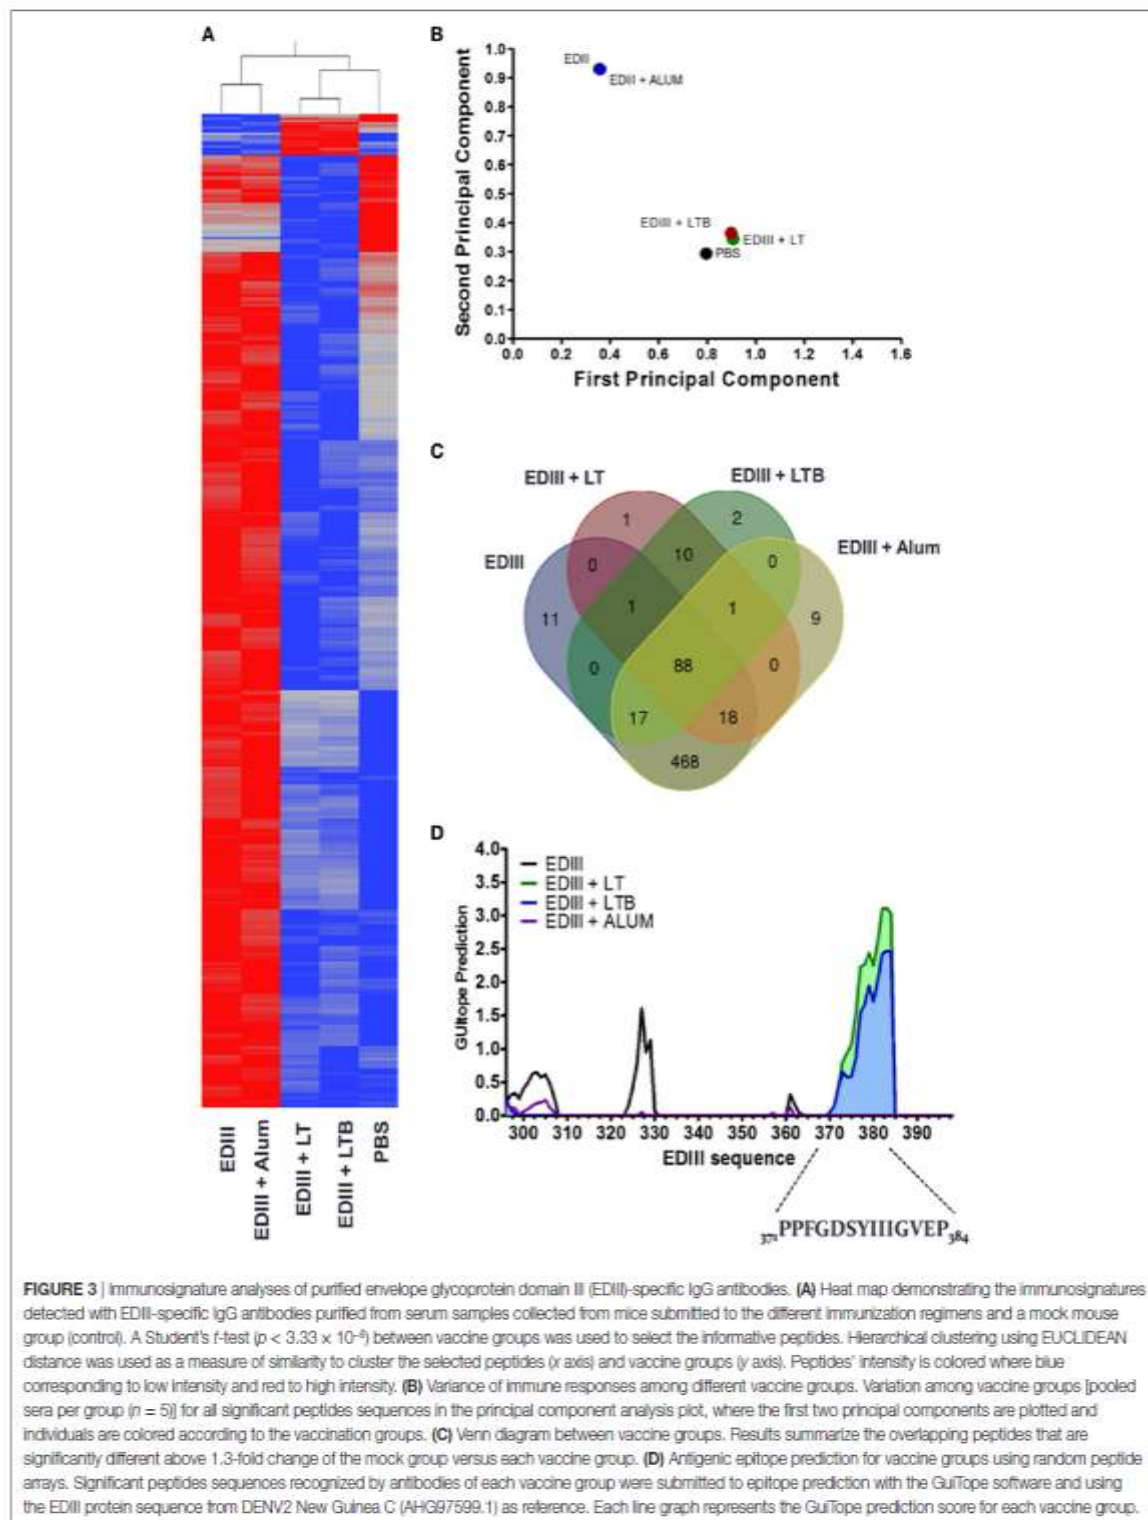 A
EDIII
EDIII + Alum
EDIII + LT
EDIII + LTB
PBS
B
1.0
0.9
0.8
0.7
0.6
0.5
0.4
0.3
0.2
0.1
0.0
Second Principal Component
EDII
EDII + ALUM
EDIII + LTB
EDIII + LT
PBS
0.0 0.2 0.4 0.6 0.8 1.0 1.2 1.4 1.6
First Principal Component
C
EDIII + LT
EDIII + LTB
EDIII
EDIII + Alum
1 2
0 10 0
11 1 1 9
0 88 0
17 18
468
D
4.0
3.5
3.0
2.5
2.0
1.5
1.0
0.5
0.0
GUItope Prediction
EDIII
EDIII + LT
EDIII + LTB
EDIII + ALUM
300 310 320 330 340 350 360 370 380 390
EDIII sequence
371PPFGDSYIIIGVEP384
FIGURE 3 | Immunosignature analyses of purified envelope glycoprotein domain III (EDIII)-specific IgG antibodies. (A) Heat map demonstrating the immunosignatures
detected with EDIII-specific IgG antibodies purified from serum samples collected from mice submitted to the different immunization regimens and a mock mouse
group (control). A Student's t-test (p < 3.33 × 10⁻⁶) between vaccine groups was used to select the informative peptides. Hierarchical clustering using EUCLIDEAN
distance was used as a measure of similarity to cluster the selected peptides (x axis) and vaccine groups (y axis). Peptides' intensity is colored where blue
corresponding to low intensity and red to high intensity. (B) Variance of immune responses among different vaccine groups. Variation among vaccine groups [pooled
sera per group (n = 5)] for all significant peptides sequences in the principal component analysis plot, where the first two principal components are plotted and
individuals are colored according to the vaccination groups. (C) Venn diagram between vaccine groups. Results summarize the overlapping peptides that are
significantly different above 1.3-fold change of the mock group versus each vaccine group. (D) Antigenic epitope prediction for vaccine groups using random peptide
arrays. Significant peptides sequences recognized by antibodies of each vaccine group were submitted to epitope prediction with the GuiTope software and using
the EDIII protein sequence from DENV2 New Guinea C (AHG97599.1) as reference. Each line graph represents the GuiTope prediction score for each vaccine group.